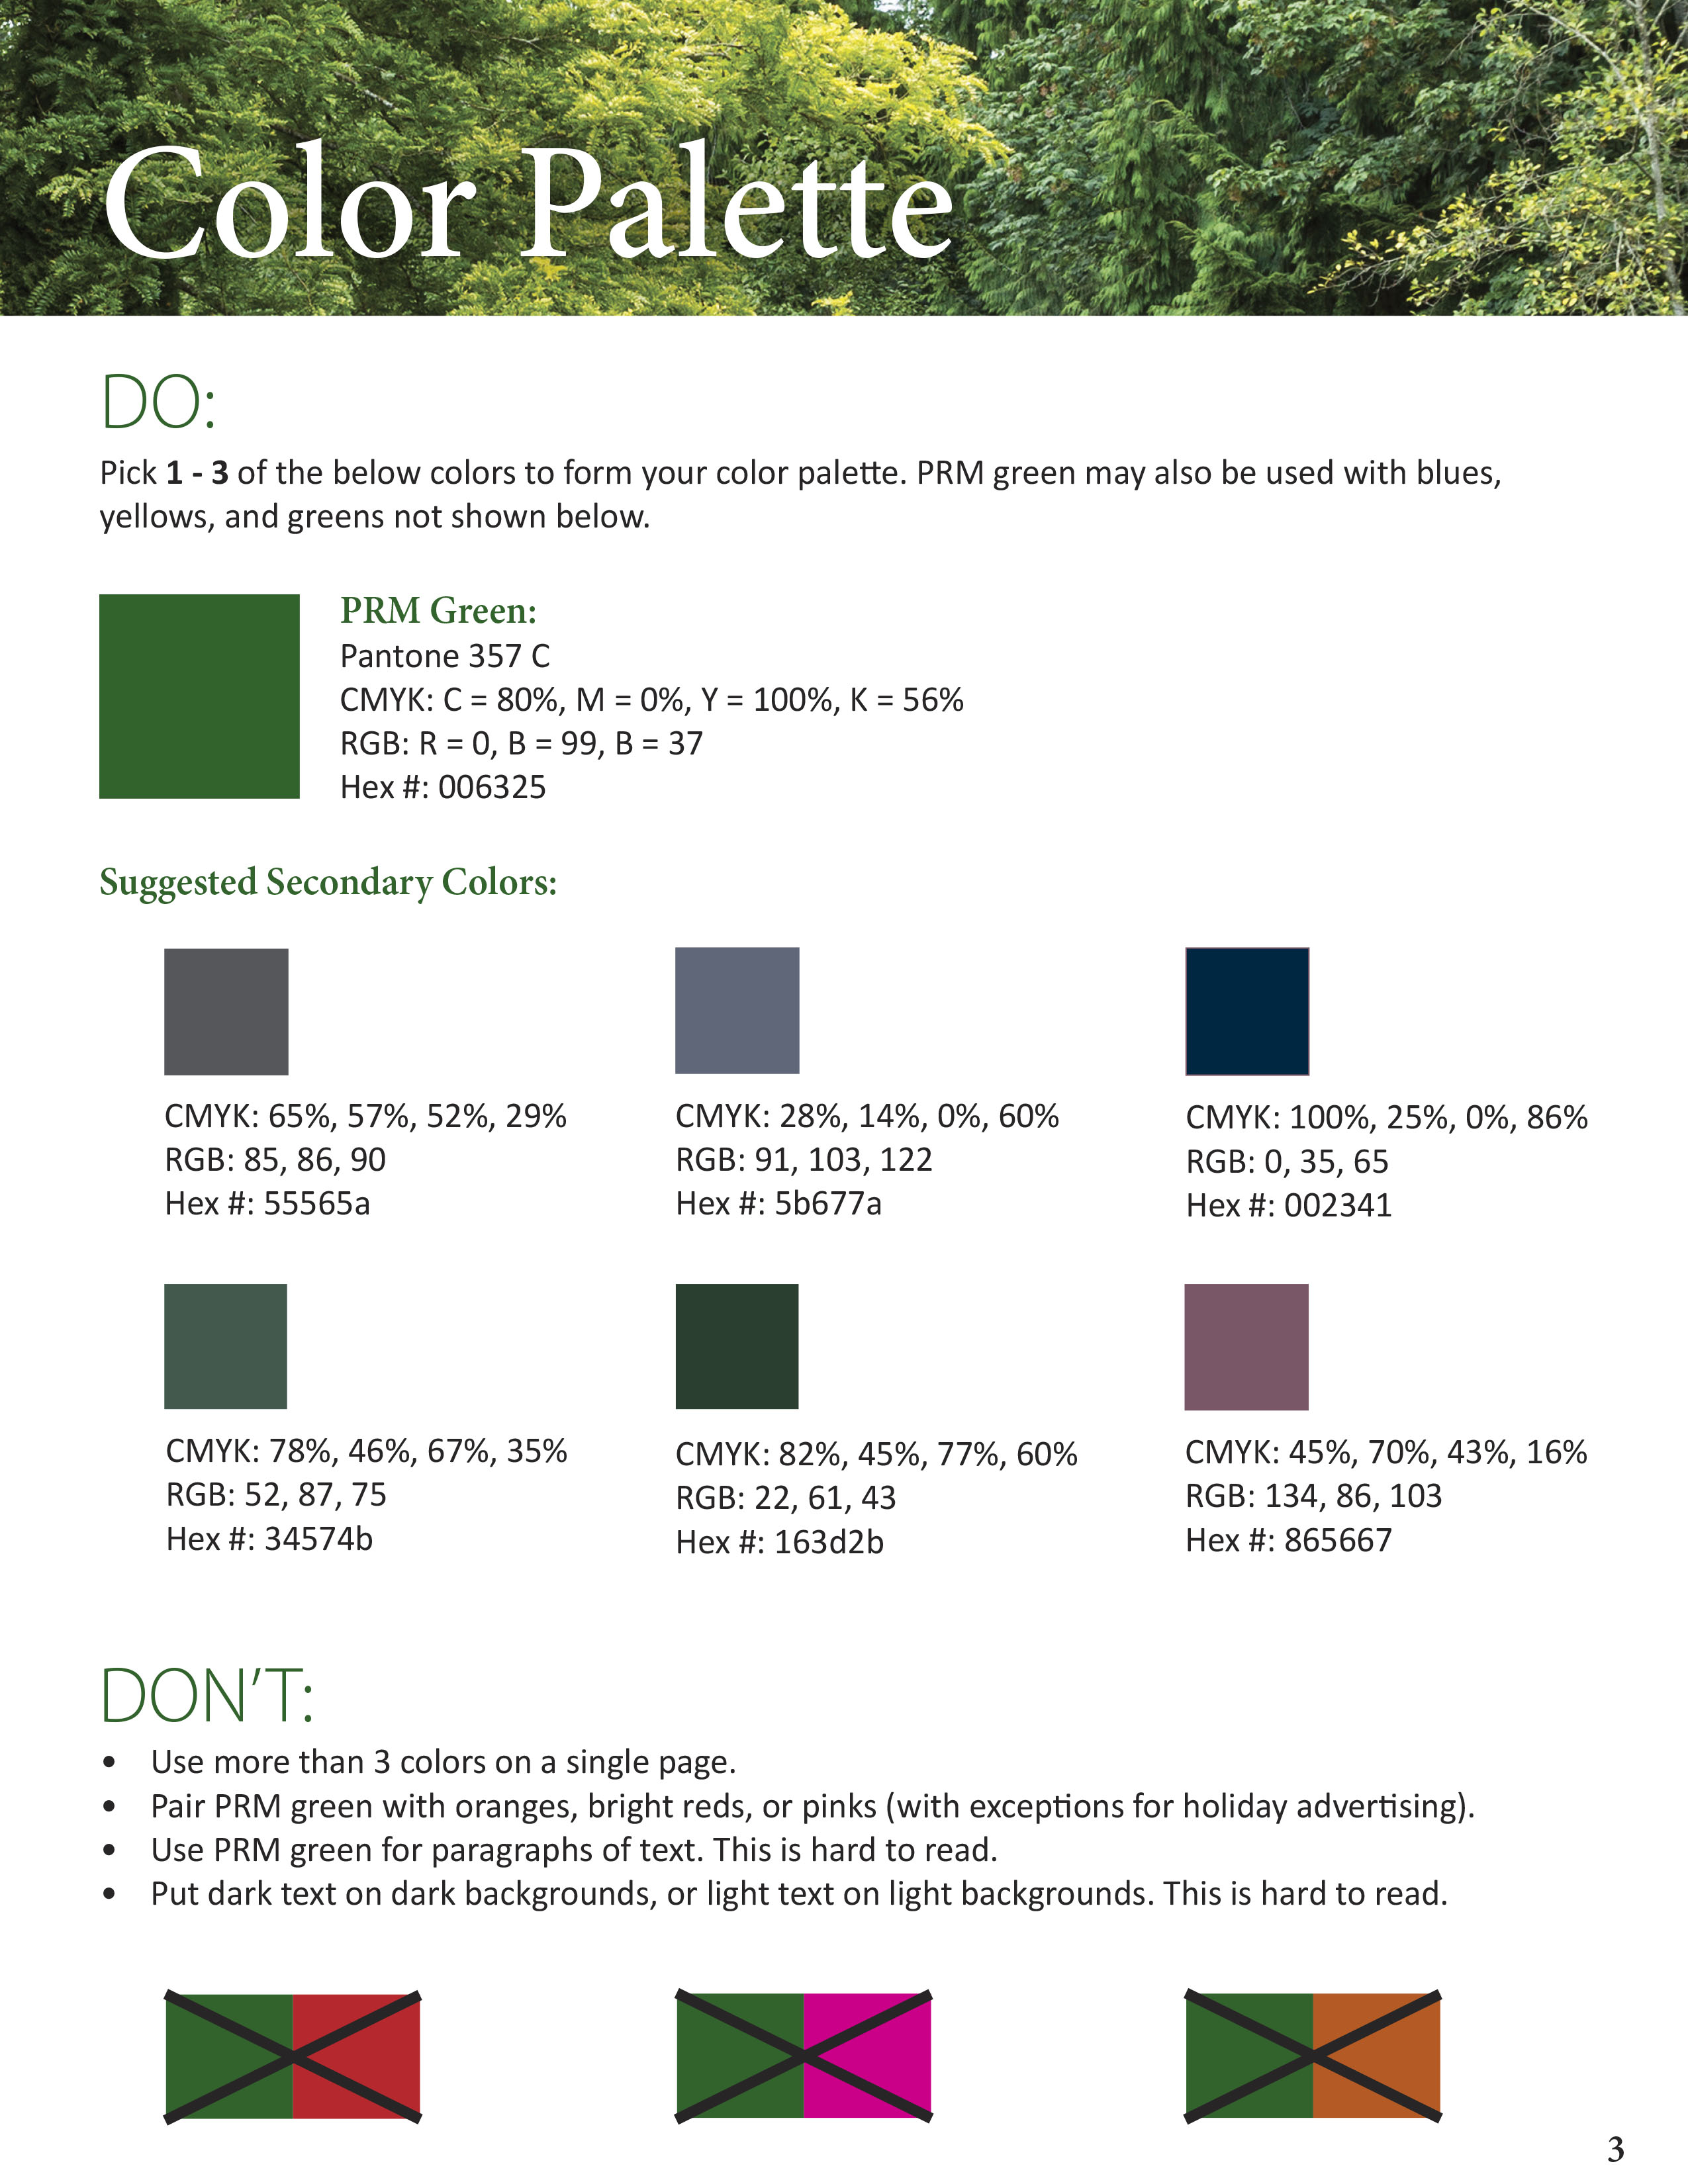 Color Palette
DO:
Pick 1 - 3 of the below colors to form your color palette. PRM green may also be used with blues,
yellows, and greens not shown below.
PRM Green:
Pantone 357 C
CMYK: C = 80%, M = 0%, Y = 100%, K = 56%
RGB: R = 0, B = 99, B = 37
Hex #: 006325
Suggested Secondary Colors:
CMYK: 65%, 57%, 52%, 29%
RGB: 85, 86, 90
Hex #: 55565a
CMYK: 28%, 14%, 0%, 60%
RGB: 91, 103, 122
Hex #: 5b677a
CMYK: 100%, 25%, 0%, 86%
RGB: 0, 35, 65
Hex #: 002341
CMYK: 78%, 46%, 67%, 35%
RGB: 52, 87, 75
Hex #: 34574b
CMYK: 82%, 45%, 77%, 60%
RGB: 22, 61, 43
Hex #: 163d2b
CMYK: 45%, 70%, 43%, 16%
RGB: 134, 86, 103
Hex #: 865667
DON’T:
• Use more than 3 colors on a single page.
• Pair PRM green with oranges, bright reds, or pinks (with exceptions for holiday advertising).
• Use PRM green for paragraphs of text. This is hard to read.
• Put dark text on dark backgrounds, or light text on light backgrounds. This is hard to read.
3